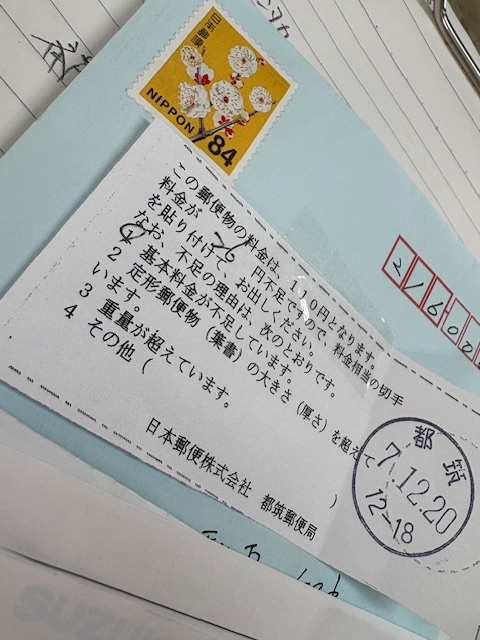 日本郵便
NIPPON
84
この郵便物の料金は、110円となります。
料金が 26 円不足ですので、料金相当の切手
を貼り付けて、お出しください。
なお、不足の理由は、次のとおりです。
1 基本料金が不足しています。
2 定形郵便物(葉書)の大きさ(厚さ)を超えて
います。
3 重量が超えています。
4 その他( )
日本郵便株式会社 都筑郵便局
都筑
7.12.20
12-18
21600
SUZU